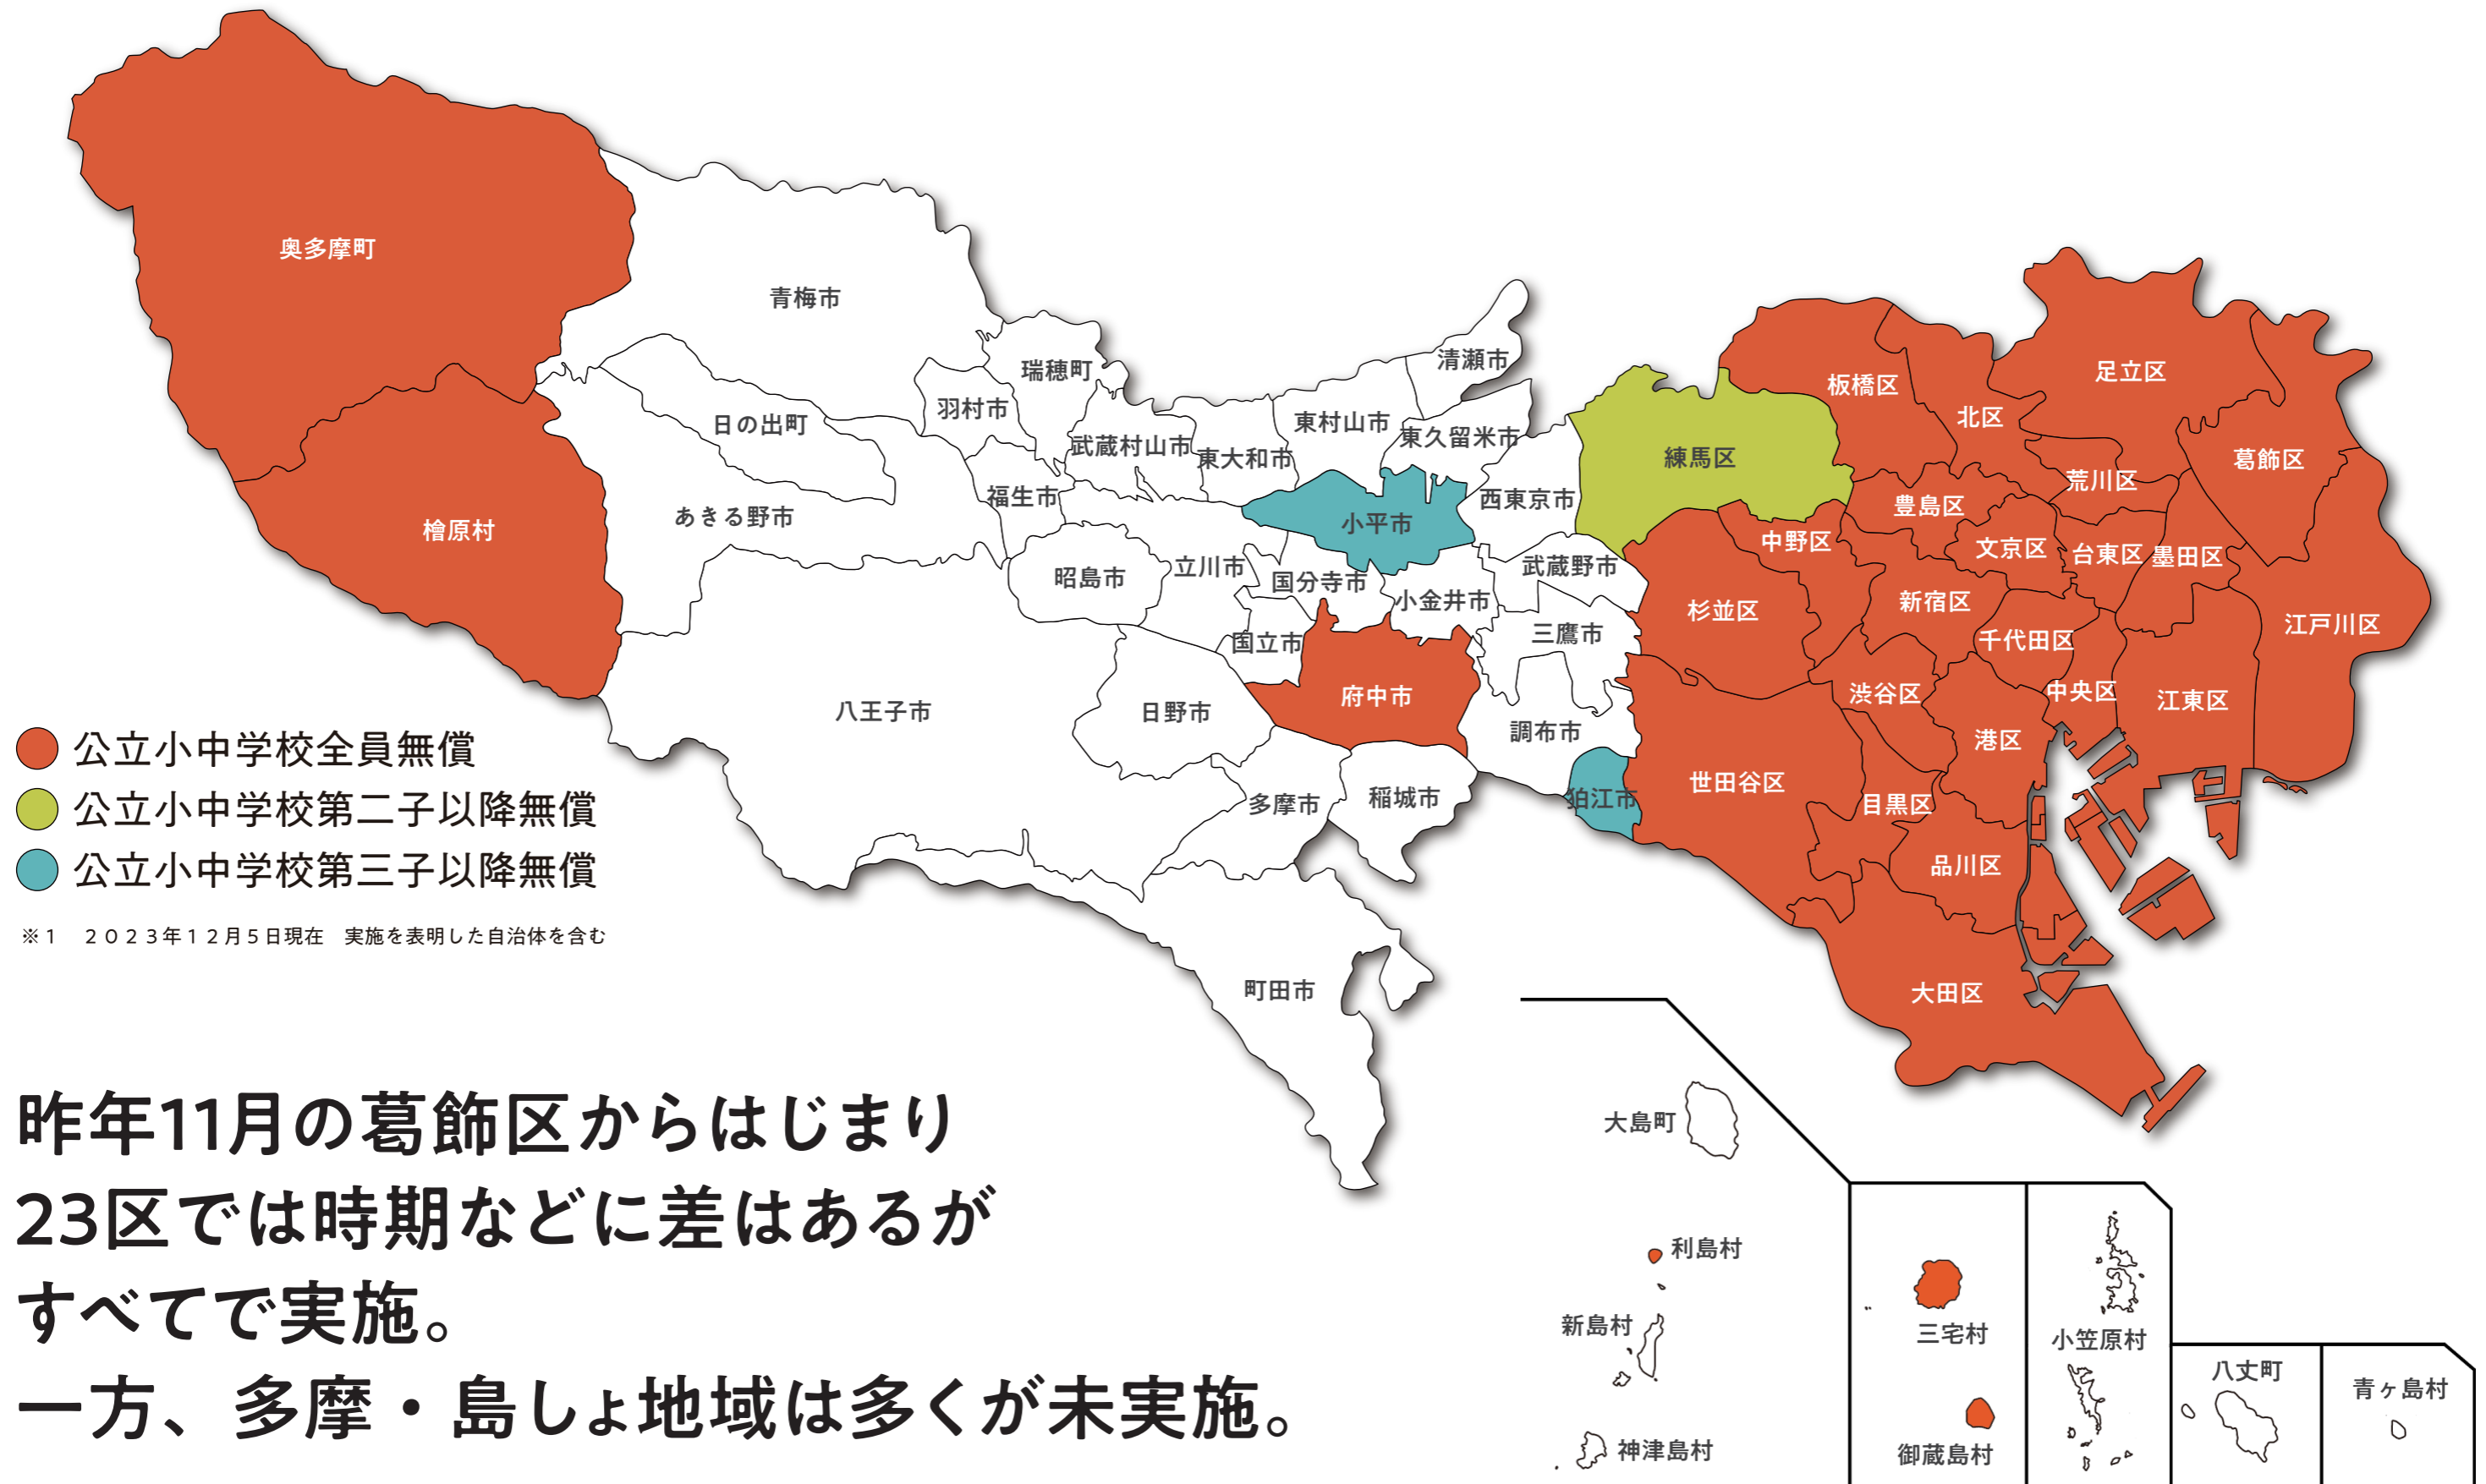 奥多摩町
青梅市
瑞穂町
清瀬市
足立区
板橋区
羽村市
北区
日の出町
東村山市
東久留米市
武蔵村山市
東大和市
練馬区
葛飾区
荒川区
福生市
西東京市
豊島区
あきる野市
小平市
檜原村
中野区
文京区
台東区
墨田区
立川市
武蔵野市
昭島市
国分寺市
小金井市
新宿区
杉並区
江戸川区
三鷹市
国立市
千代田区
府中市
渋谷区
中央区
江東区
八王子市
日野市
調布市
港区
世田谷区
多摩市
稲城市
狛江市
目黒区
品川区
町田市
大田区
公立小中学校全員無償
公立小中学校第二子以降無償
公立小中学校第三子以降無償
※1 2023年12月5日現在 実施を表明した自治体を含む
昨年11月の葛飾区からはじまり
23区では時期などに差はあるが
すべてで実施。
一方、多摩・島しょ地域は多くが未実施。
大島町
利島村
新島村
神津島村
三宅村
御蔵島村
小笠原村
八丈町
青ヶ島村